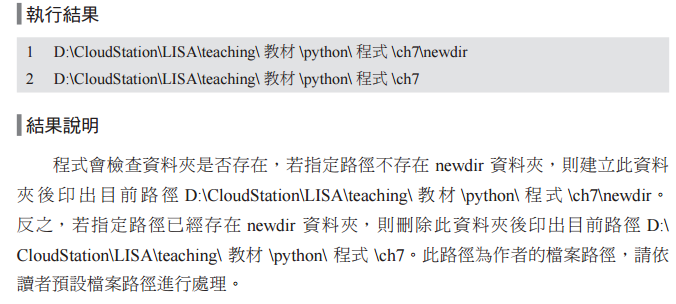 執行結果
1 D:\CloudStation\LISA\teaching\ 教材 \python\ 程式 \ch7\newdir
2 D:\CloudStation\LISA\teaching\ 教材 \python\ 程式 \ch7
結果說明
程式會檢查資料夾是否存在，若指定路徑不存在 newdir 資料夾，則建立此資料
夾後印出目前路徑 D:\CloudStation\LISA\teaching\ 教材 \python\ 程式 \ch7\newdir。
反之，若指定路徑已經存在 newdir 資料夾，則刪除此資料夾後印出目前路徑 D:\
CloudStation\LISA\teaching\ 教材 \python\ 程式 \ch7。此路徑為作者的檔案路徑，請依
讀者預設檔案路徑進行處理。